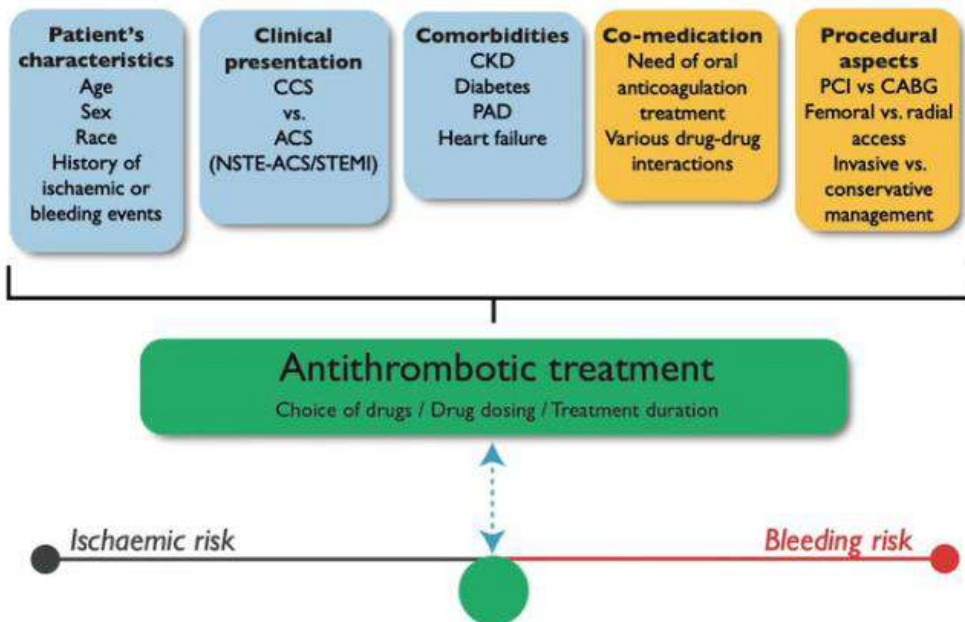 Patient's
characteristics
Age
Sex
Race
History of
ischaemic or
bleeding events
Clinical
presentation
CCS
vs.
ACS
(NSTE-ACS/STEMI)
Comorbidities
CKD
Diabetes
PAD
Heart failure
Co-medication
Need of oral
anticoagulation
treatment
Various drug-drug
interactions
Procedural
aspects
PCI vs CABG
Femoral vs. radial
access
Invasive vs.
conservative
management
Antithrombotic treatment
Choice of drugs / Drug dosing / Treatment duration
Ischaemic risk
Bleeding risk